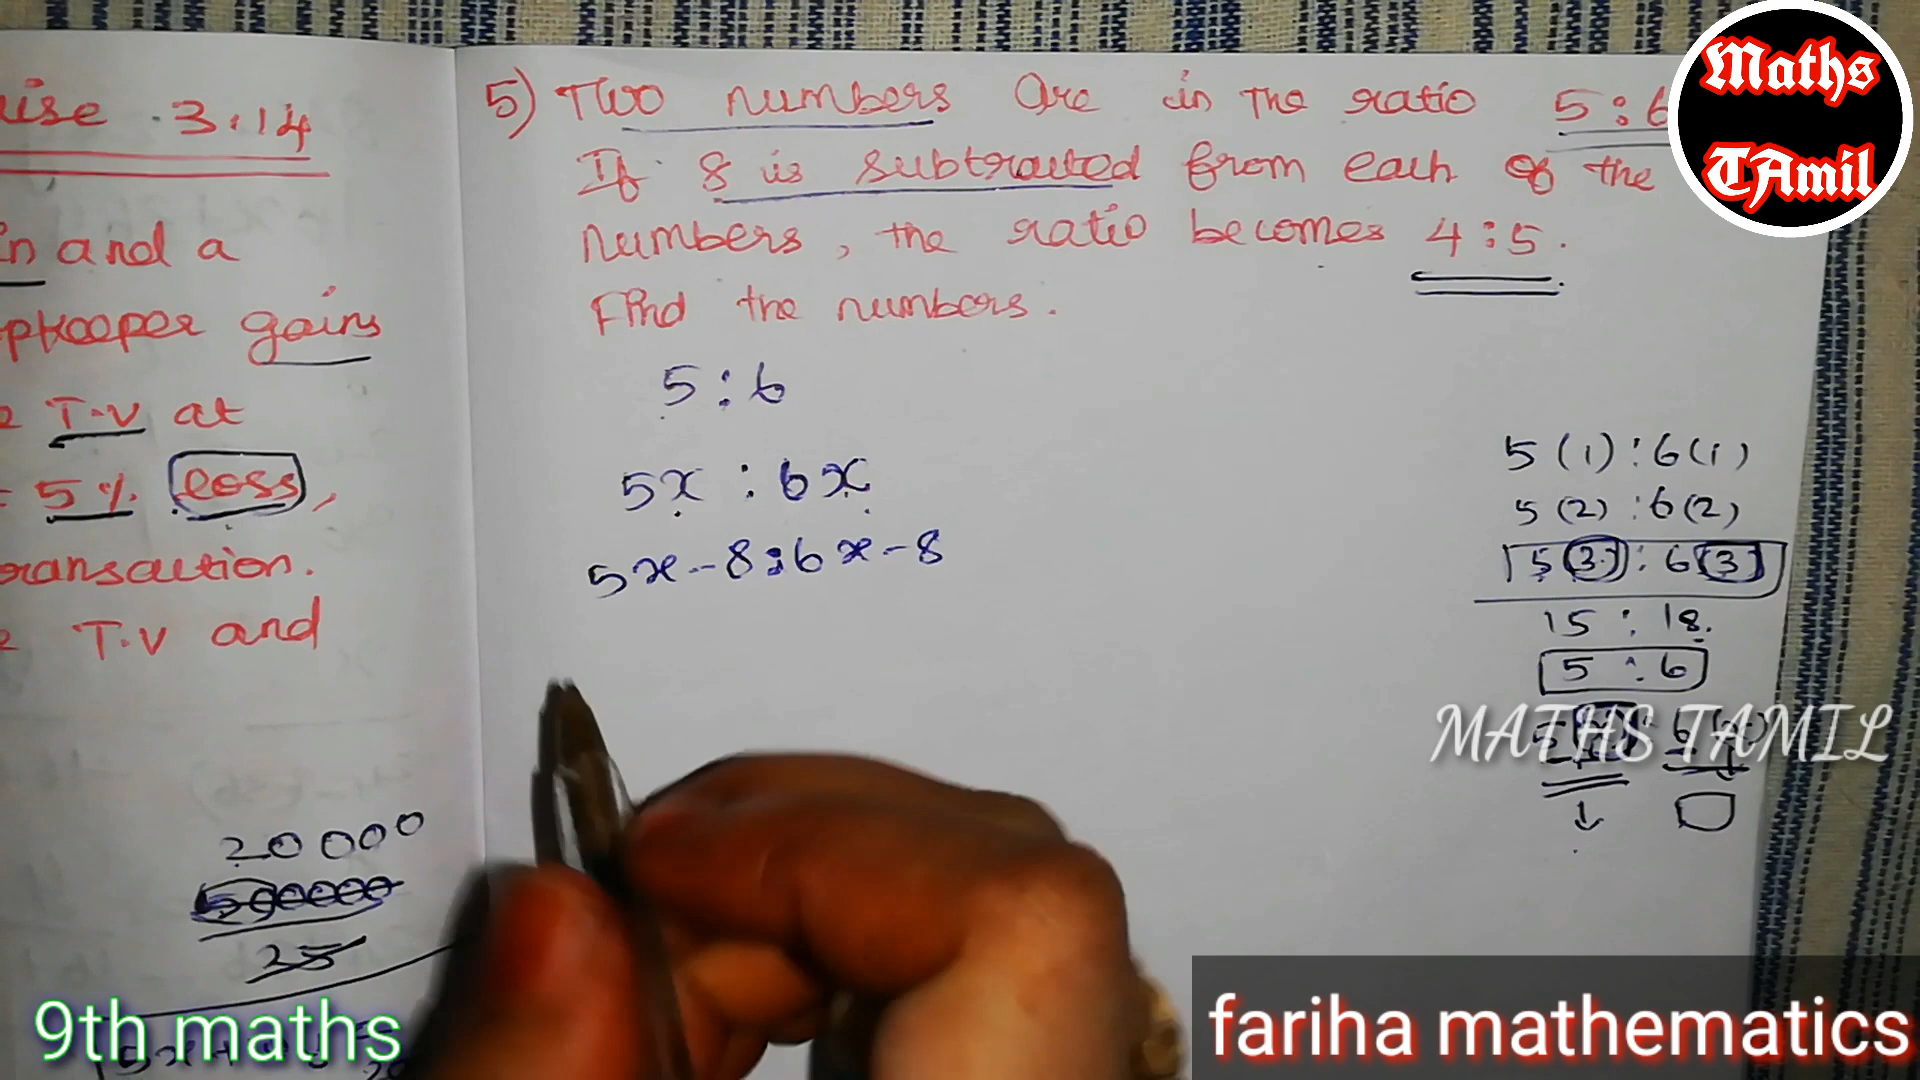 uise 3.14
in and a
pkeeper gains
T.V at
= 5% loss,
ransaction.
T.V and
20000
500000
25
5) Two numbers are in the ratio 5:6
If 8 is subtracted from each of the
numbers, the ratio becomes 4:5.
Find the numbers.
5:6
5x : 6x
5x-8:6x-8
5(1):6(1)
5(2):6(2)
5(3):6(3)
15 : 18
5 : 6
Maths
TAmil
MATHS TAMIL
9th maths
fariha mathematics